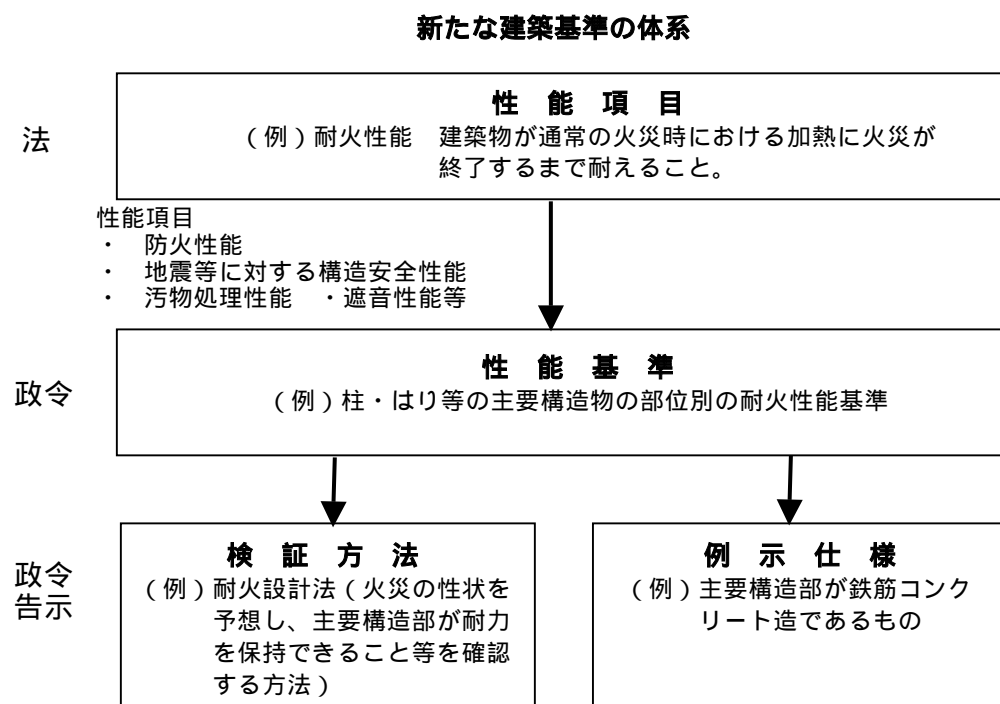 新たな建築基準の体系
法
性 能 項 目
（例）耐火性能　建築物が通常の火災時における加熱に火災が
終了するまで耐えること。
性能項目
・　防火性能
・　地震等に対する構造安全性能
・　汚物処理性能　・遮音性能等
政令
性 能 基 準
（例）柱・はり等の主要構造物の部位別の耐火性能基準
政令
告示
検 証 方 法
（例）耐火設計法（火災の性状を
予想し、主要構造部が耐力
を保持できること等を確認
する方法）
例 示 仕 様
（例）主要構造部が鉄筋コンク
リート造であるもの